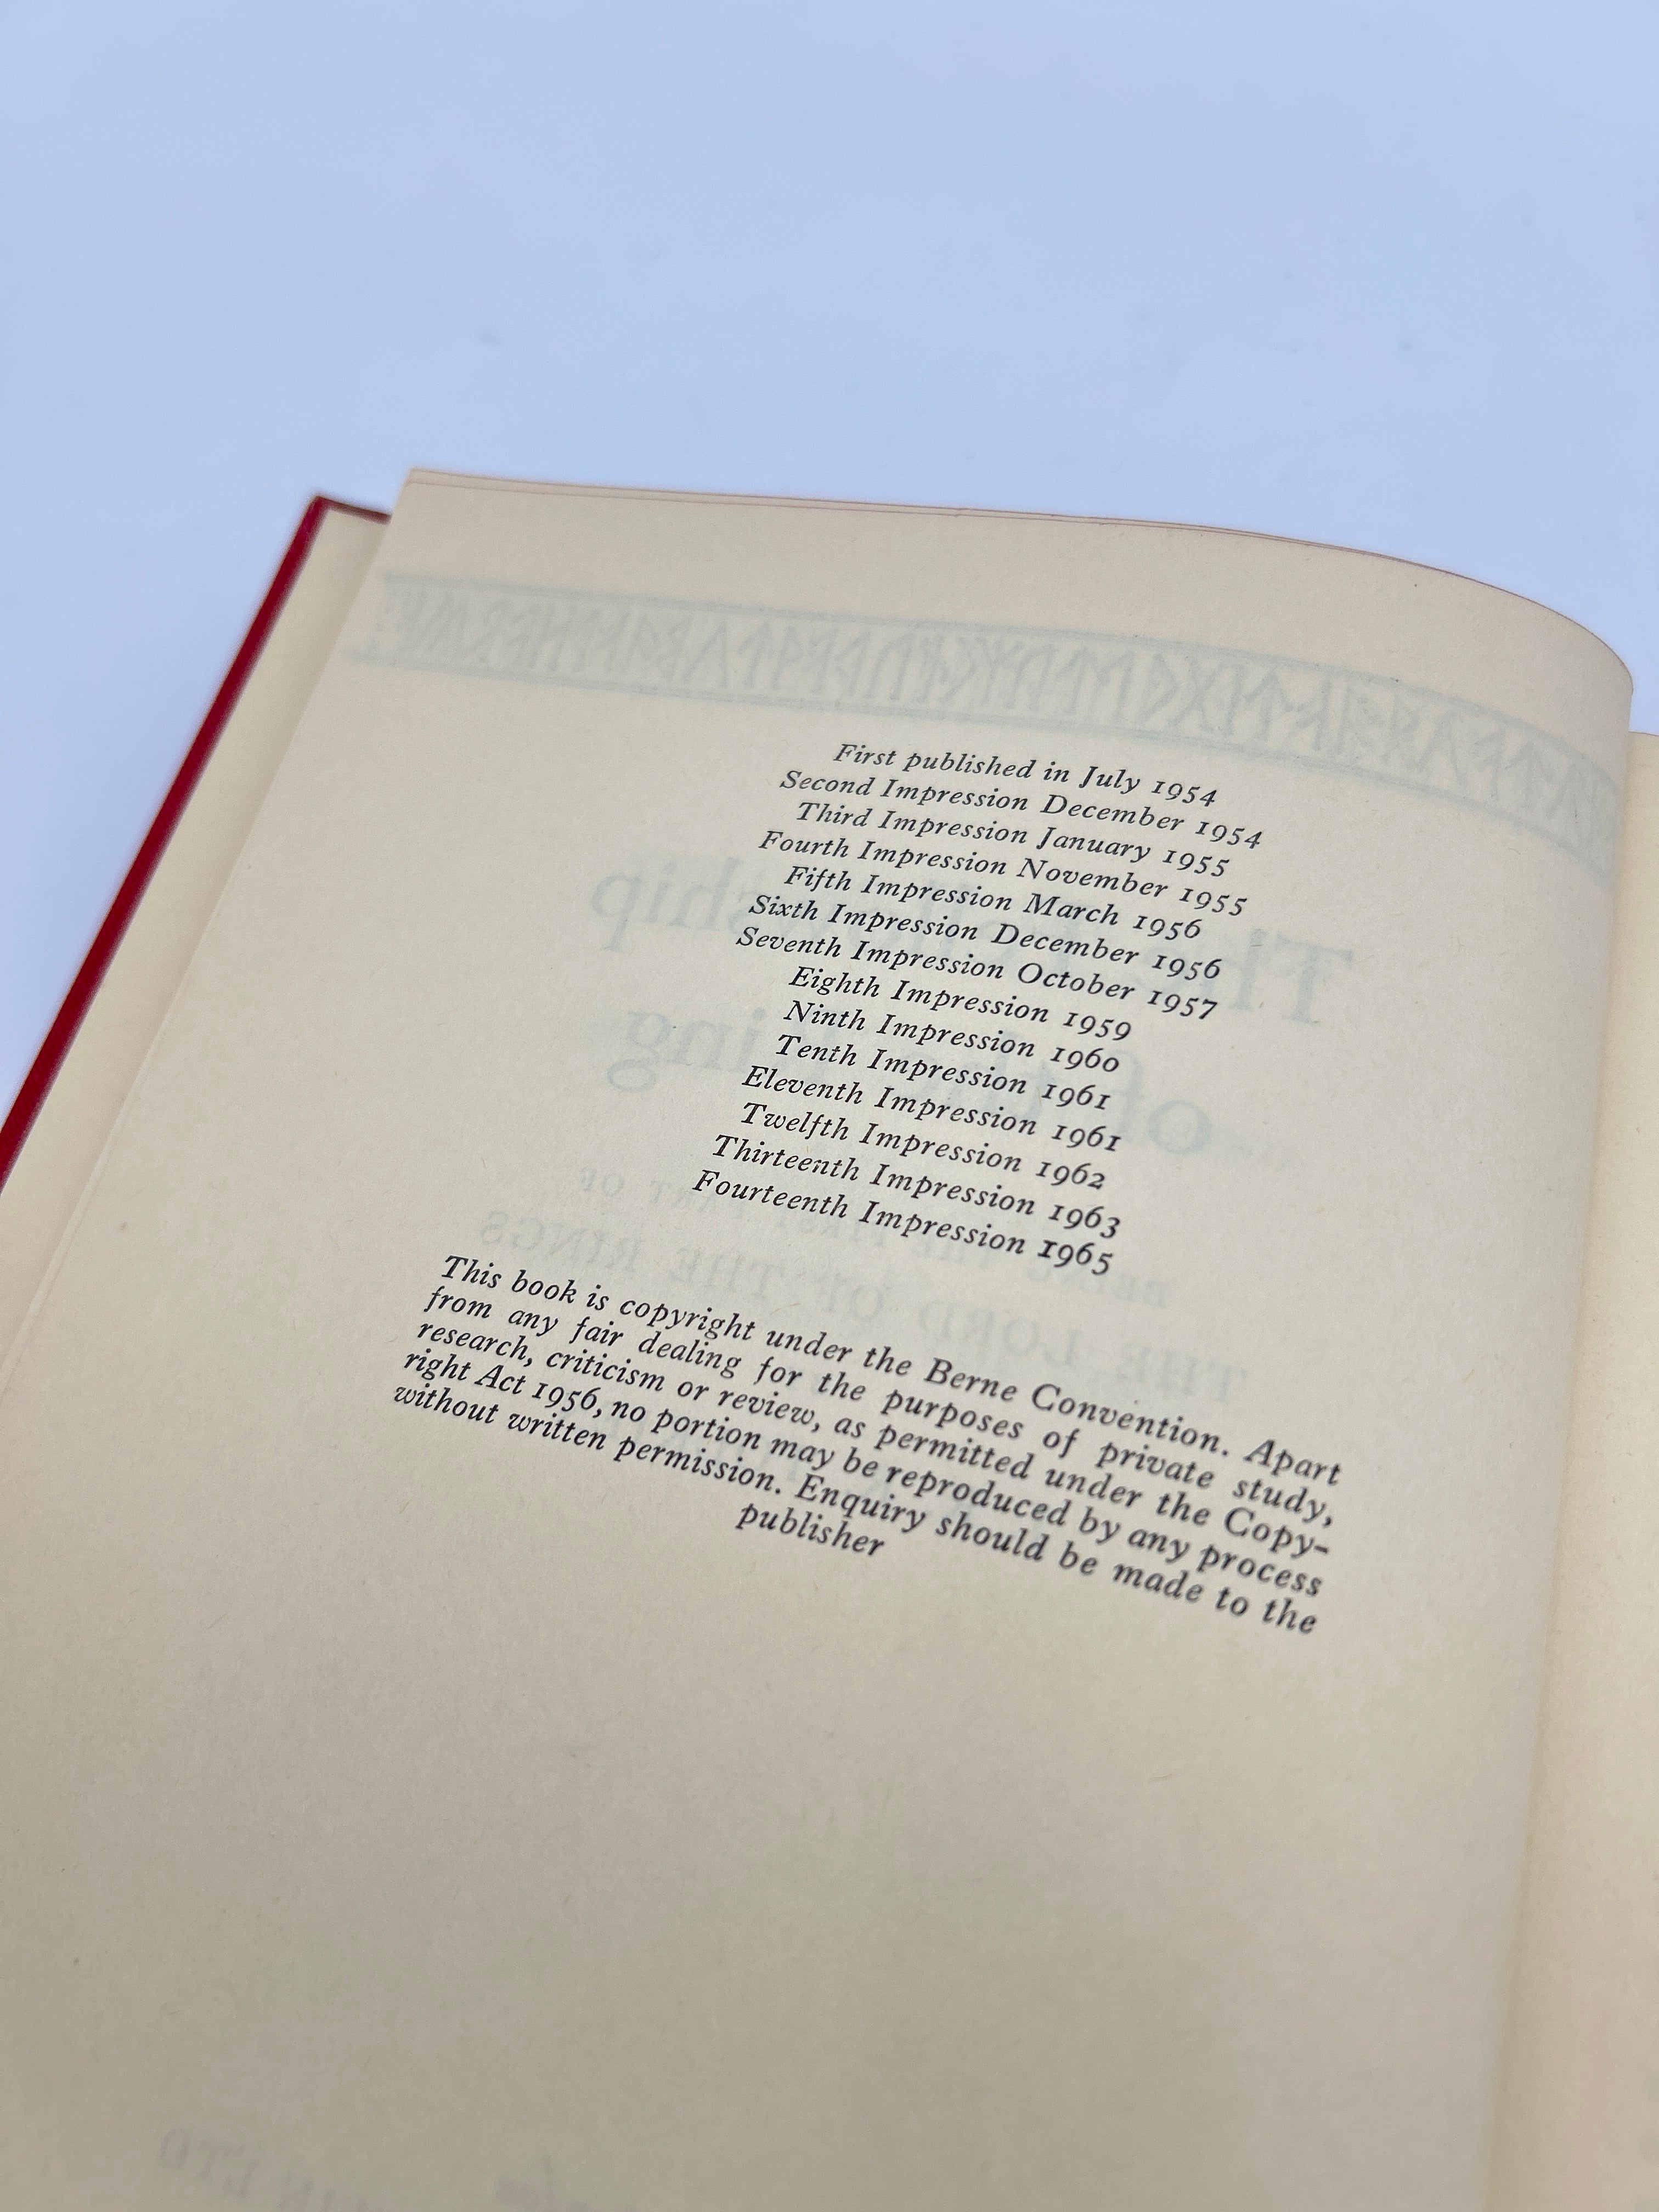 First published in July 1954
Second Impression December 1954
Third Impression January 1955
Fourth Impression November 1955
Fifth Impression March 1956
Sixth Impression December 1956
Seventh Impression October 1957
Eighth Impression 1959
Ninth Impression 1960
Tenth Impression 1961
Eleventh Impression 1961
Twelfth Impression 1962
Thirteenth Impression 1963
Fourteenth Impression 1965
This book is copyright under the Berne Convention. Apart
from any fair dealing for the purposes of private study,
research, criticism or review, as permitted under the Copy-
right Act 1956, no portion may be reproduced by any process
without written permission. Enquiry should be made to the
publisher